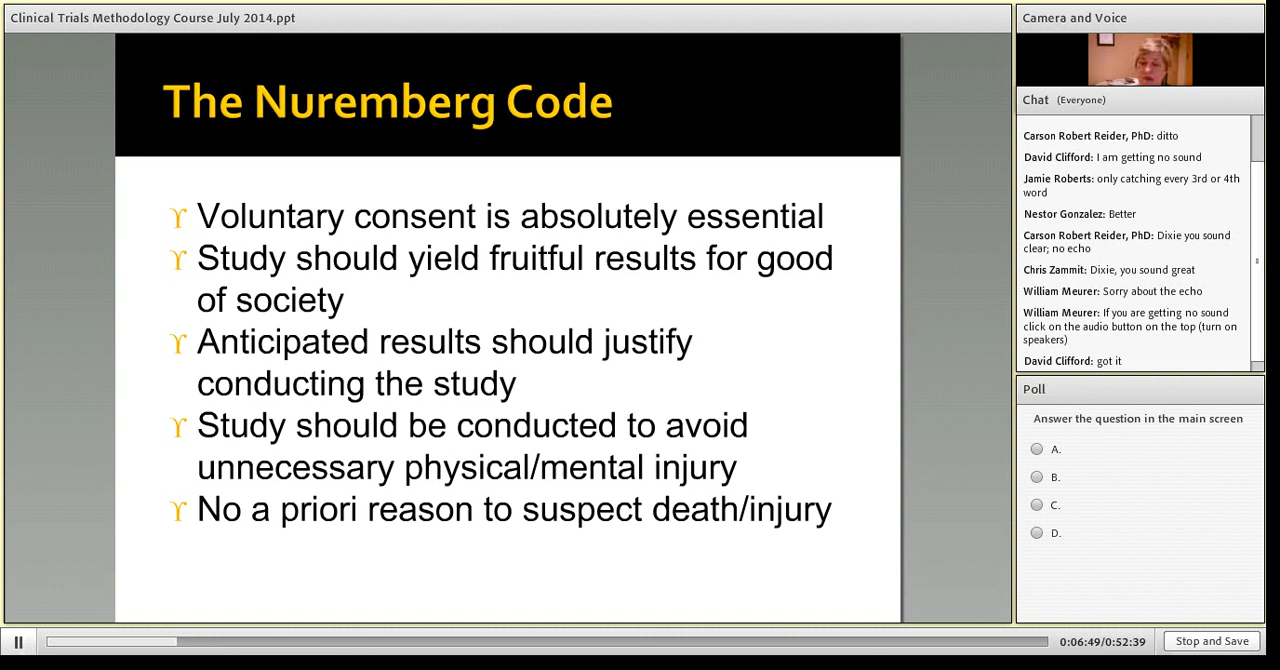 Clinical Trials Methodology Course July 2014.ppt
The Nuremberg Code
ϒ Voluntary consent is absolutely essential
ϒ Study should yield fruitful results for good
of society
ϒ Anticipated results should justify
conducting the study
ϒ Study should be conducted to avoid
unnecessary physical/mental injury
ϒ No a priori reason to suspect death/injury
Camera and Voice
Chat (Everyone)
Carson Robert Reider, PhD: ditto
David Clifford: I am getting no sound
Jamie Roberts: only catching every 3rd or 4th
word
Nestor Gonzalez: Better
Carson Robert Reider, PhD: Dixie you sound
clear; no echo
Chris Zammit: Dixie, you sound great
William Meurer: Sorry about the echo
William Meurer: If you are getting no sound
click on the audio button on the top (turn on
speakers)
David Clifford: got it
Poll
Answer the question in the main screen
A.
B.
C.
D.
0:06:49/0:52:39
Stop and Save